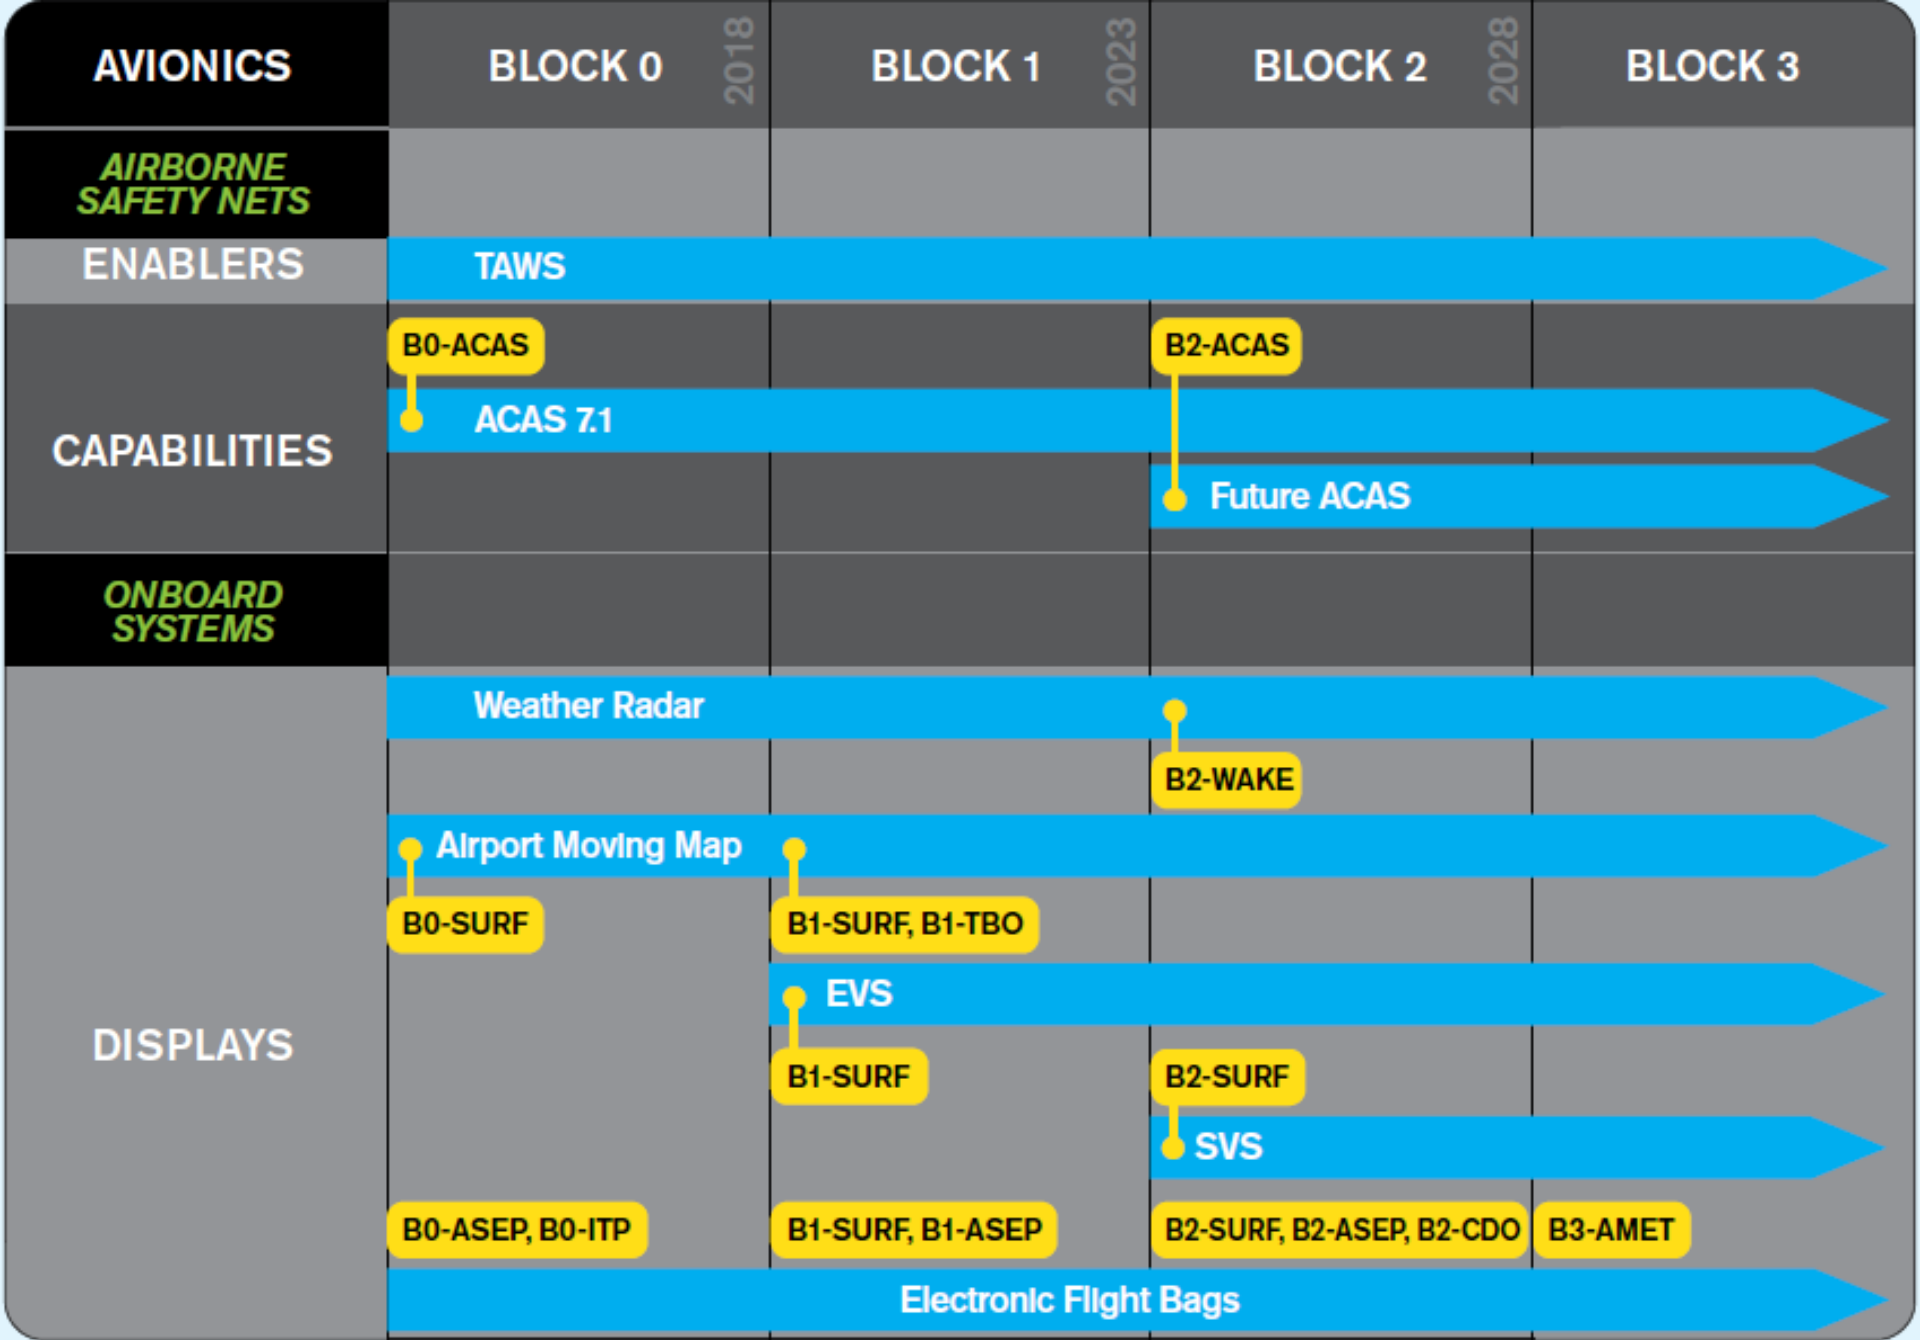 AVIONICS
BLOCK 0
2018
BLOCK 1
2023
BLOCK 2
2028
BLOCK 3
AIRBORNE
SAFETY NETS
ENABLERS
TAWS
CAPABILITIES
B0-ACAS
B2-ACAS
ACAS 7.1
Future ACAS
ONBOARD
SYSTEMS
DISPLAYS
Weather Radar
B2-WAKE
Airport Moving Map
B0-SURF
B1-SURF, B1-TBO
EVS
B1-SURF
B2-SURF
SVS
B0-ASEP, B0-ITP
B1-SURF, B1-ASEP
B2-SURF, B2-ASEP, B2-CDO
B3-AMET
Electronic Flight Bags